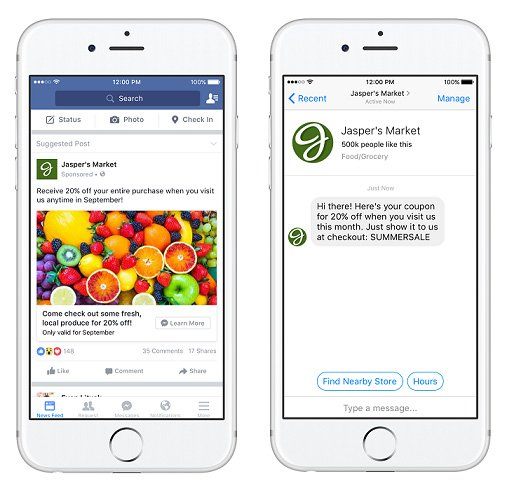 12:00 PM
100%
Search
Status
Photo
Check In
Suggested Post
Jasper's Market
Sponsored
Receive 20% off your entire purchase when you visit
us anytime in September!
Come check out some fresh,
local produce for 20% off!
Only valid for September
Learn More
148
35 Comments
17 Shares
Like
Comment
Share
News Feed
Requests
Messages
Notifications
More
12:00 PM
100%
Recent
Jasper's Market
Active Now
Manage
Jasper's Market
500k people like this
Food/Grocery
Just Now
Hi there! Here's your coupon
for 20% off when you visit us
this month. Just show it to us
at checkout: SUMMERSALE
Find Nearby Store
Hours
Type a message...